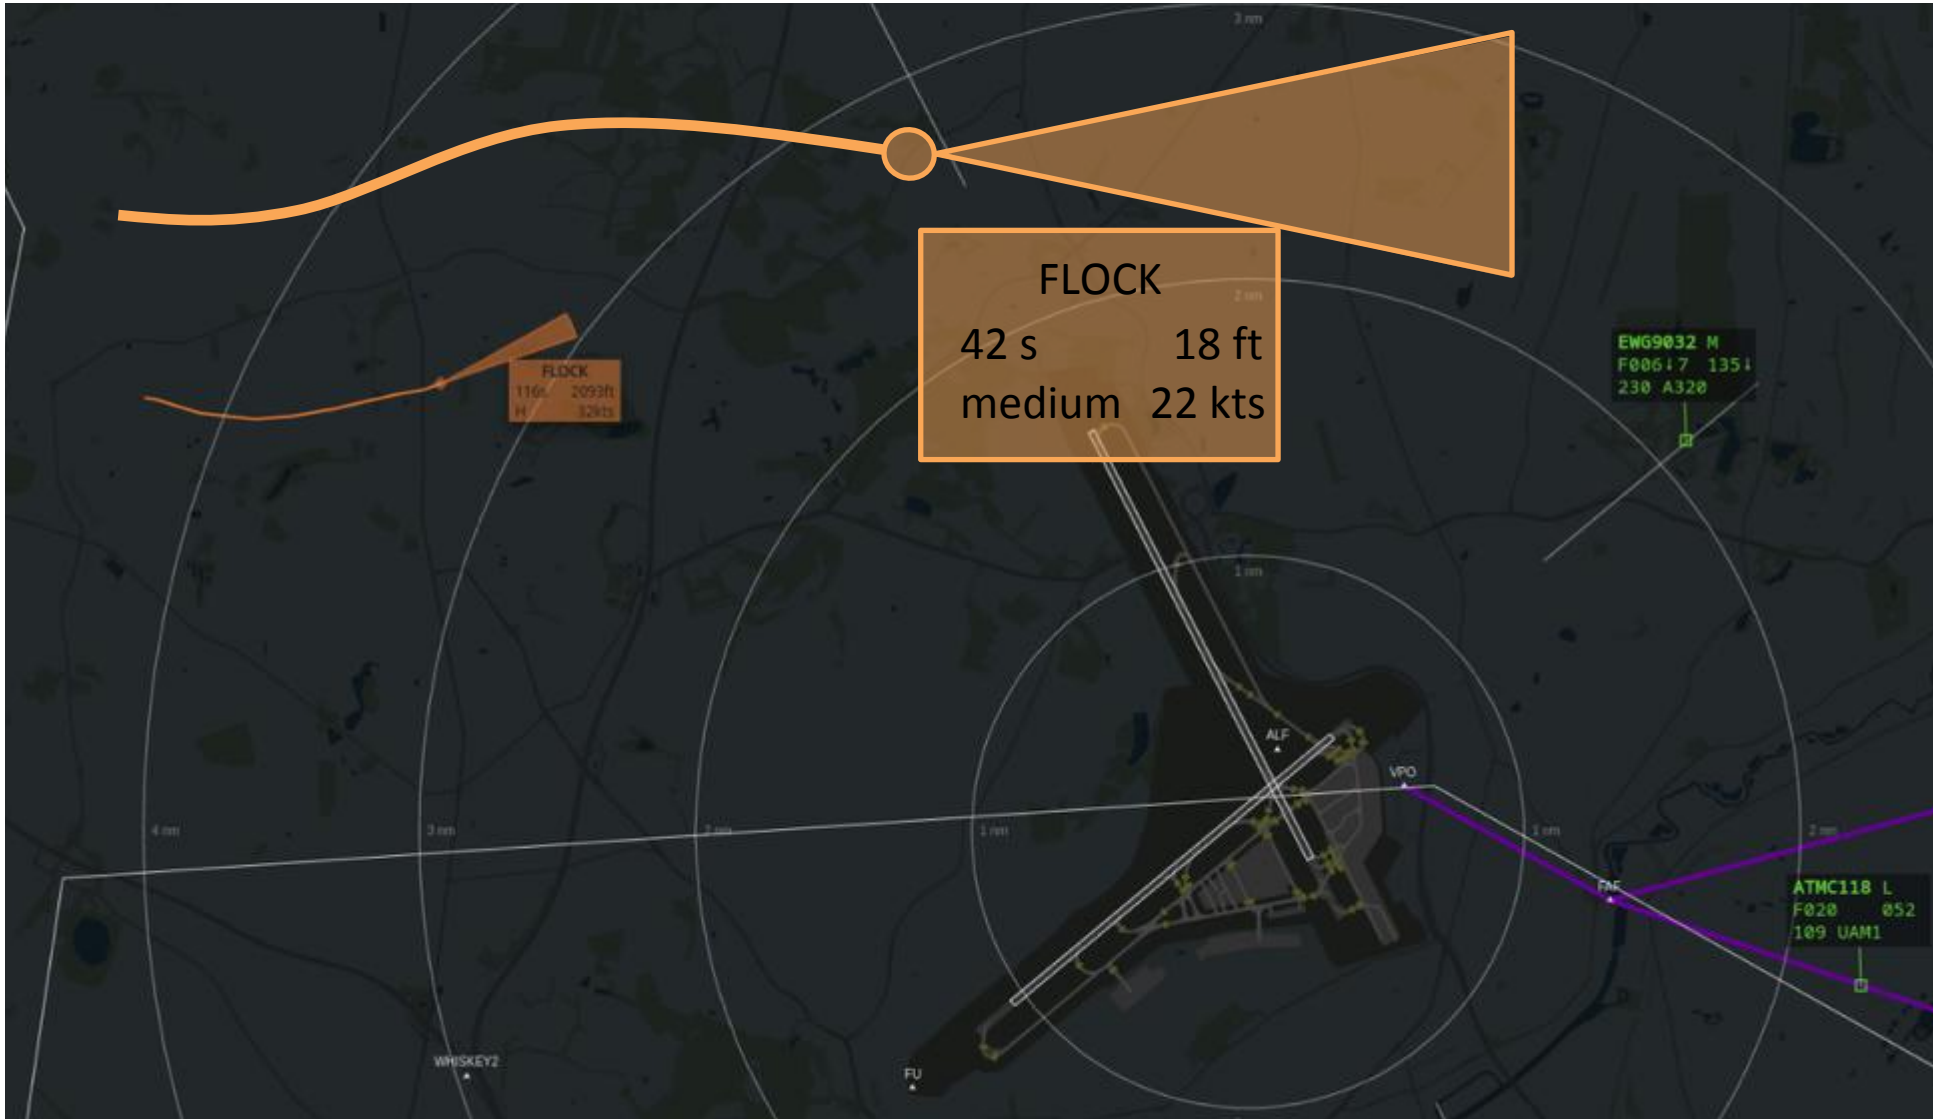 3 nm
FLOCK
42 s 18 ft
medium 22 kts
2 nm
EWG9032 M
F006↓7 135↓
230 A320
FLOCK
116s 2093ft
H 32kts
1 nm
ALF
VPO
4 nm
3 nm
2 nm
1 nm
1 nm
2 nm
FAF
ATMC118 L
F020 052
109 UAM1
WHISKEY2
FU